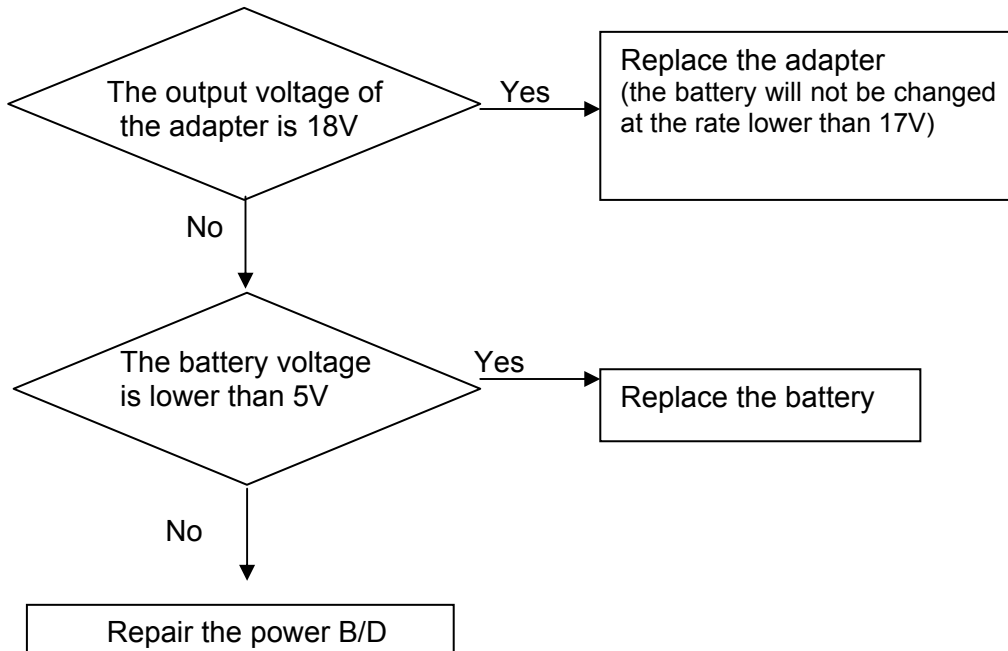 The output voltage of
the adapter is 18V
Yes
Replace the adapter
(the battery will not be changed
at the rate lower than 17V)
No
The battery voltage
is lower than 5V
Yes
Replace the battery
No
Repair the power B/D